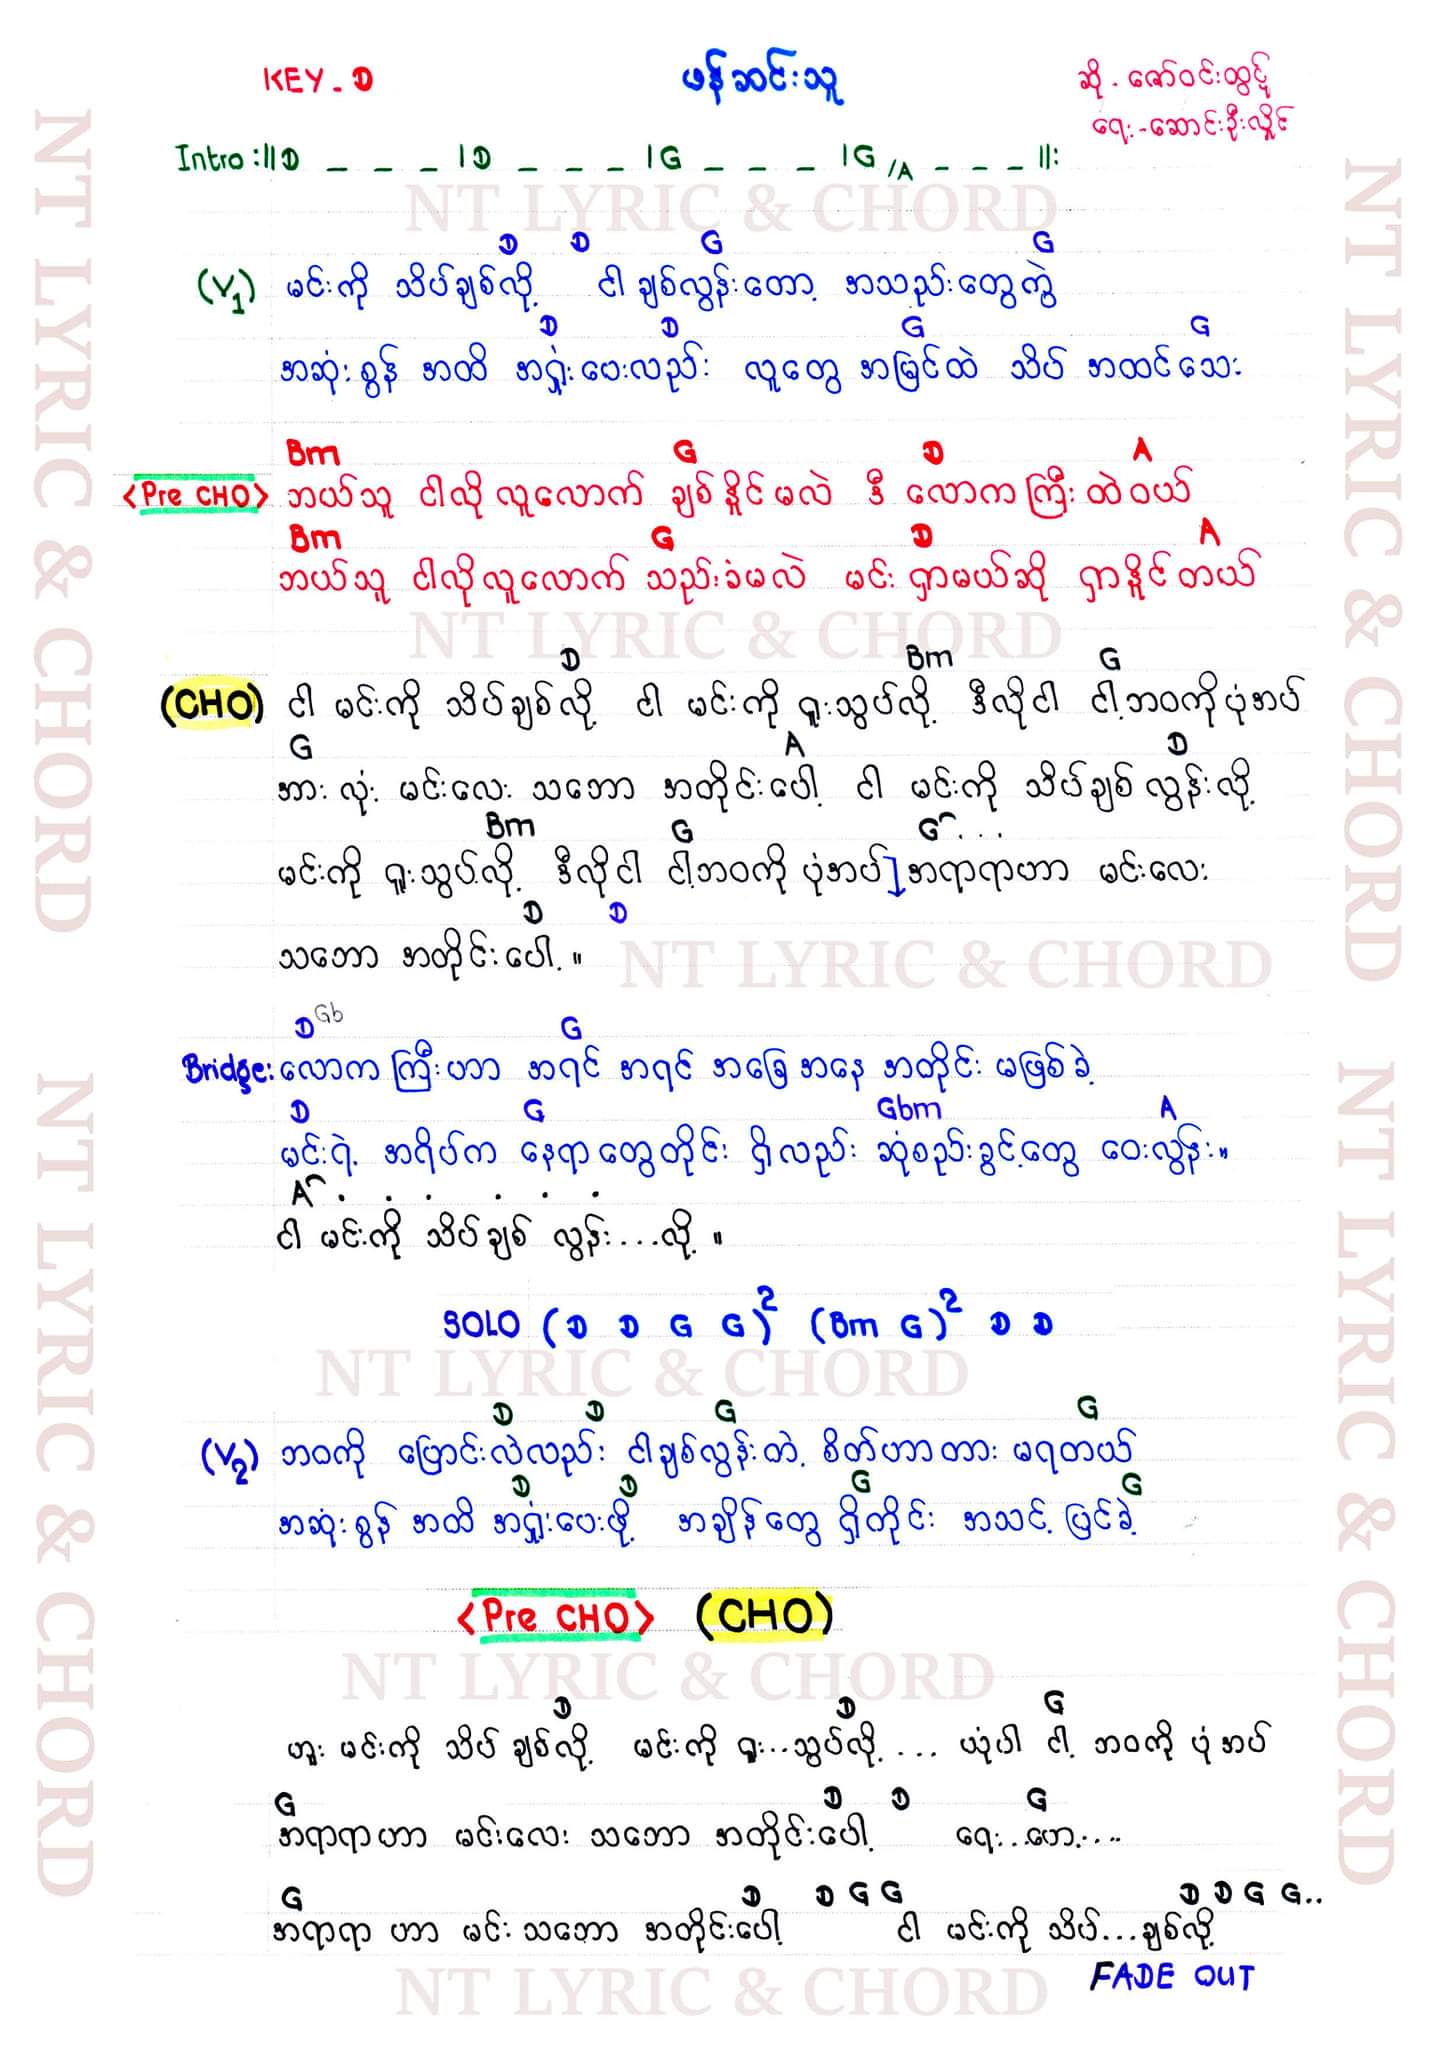 KEY - D
ဖန်ဆင်းသူ
ဆို - ဇော်ဝင်းထွဋ်
ရေး - ဆောင်းဦးလှိုင်
Intro :|| D _ _ _ | D _ _ _ | G _ _ _ | G /A _ _ _ ||:
D D G G
(V1) မင်းကို သိပ်ချစ်လို့ ငါ ချစ်လွန်းတော့ အသည်းတွေကွဲ
D D G G
အဆုံးစွန် အထိ အရှုံးပေးလည်း လူတွေ အမြင်ထဲ သိပ် အထင်သေး
Bm G D A
<Pre CHO> ဘယ်သူ ငါလို လူလောက် ချစ်နိူင်မလဲ ဒီ လောကကြီးထဲဝယ်
Bm G D A
ဘယ်သူ ငါလိုလူလောက် သည်းခံမလဲ မင်း ရှာမယ်ဆို ရှာနိူင်တယ်
D Bm G
(CHO) ငါ မင်းကို သိပ်ချစ်လို့ ငါ မင်းကို ရူးသွပ်လို့ ဒီလိုငါ ငါ့ဘဝကိုပုံအပ်
G A D
အားလုံး မင်းလေး သဘော အတိုင်းပေါ့ ငါ မင်းကို သိပ်ချစ် လွန်းလို့
Bm G G^...
မင်းကို ရူးသွပ်လို့ ဒီလိုငါ ငါ့ဘဝကို ပုံအပ်] အရာရာဟာ မင်းလေး
D D
သဘော အတိုင်းပေါ့ ။
D Gb G
Bridge: လောကကြီးဟာ အရင် အရင် အခြေအနေ အတိုင်း မဖြစ်ခဲ့
D G Gbm A
မင်းရဲ့ အရိပ်က နေရာတွေတိုင်း ရှိလည်း ဆုံစည်းခွင့်တွေ ဝေးလွန်း။
A^ . . . . . .
ငါ မင်းကို သိပ်ချစ် လွန်း...လို့ ။
SOLO (D D G G)² (Bm G)² D D
D D G G
(V2) ဘဝကို ပြောင်းလဲလည်း ငါချစ်လွန်းတဲ့ စိတ်ဟာတားမရတယ်
D D G G
အဆုံးစွန် အထိ အရှုံးပေးဖို့ အချိန်တွေ ရှိတိုင်း အသင့် ပြင်ခဲ့
<Pre CHO> (CHO)
D D G
ဟူး မင်းကို သိပ် ချစ်လို့ မင်းကို ရူး...သွပ်လို့ ... ယုံပါ ငါ့ ဘဝကို ပုံအပ်
G D D G
အရာရာဟာ မင်းလေး သဘော အတိုင်းပေါ့ ရေး..ဟေ့....
G D D G G D D G G..
အရာရာ ဟာ မင်း သဘော အတိုင်းပေါ့ ငါ မင်းကို သိပ်...ချစ်လို့
FADE OUT
NT LYRIC & CHORD
NT LYRIC & CHORD
NT LYRIC & CHORD
NT LYRIC & CHORD
NT LYRIC & CHORD
NT LYRIC & CHORD
NT LYRIC & CHORD
NT LYRIC & CHORD
NT LYRIC & CHORD
NT LYRIC & CHORD